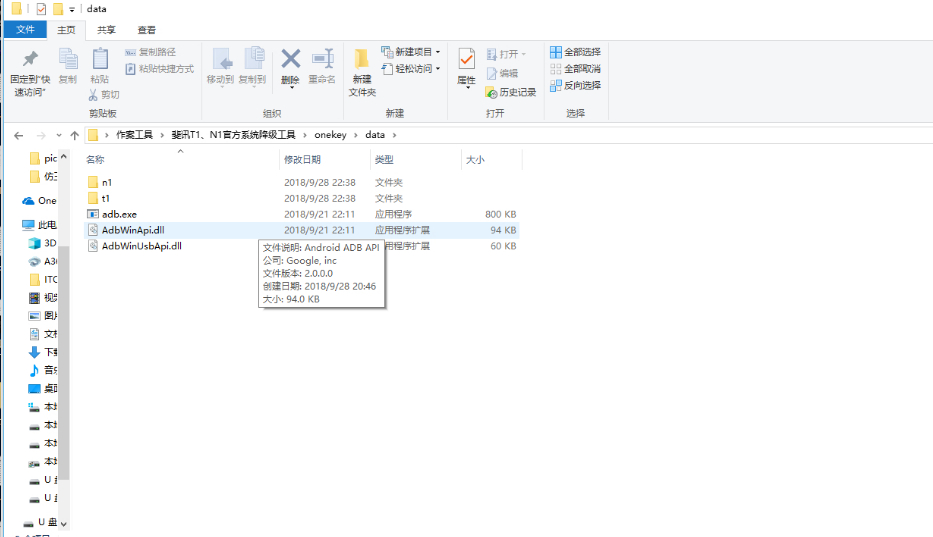 data
文件 主页 共享 查看
固定到"快速访问"
复制
粘贴
复制路径
粘贴快捷方式
剪切
剪贴板
移动到
复制到
删除
重命名
组织
新建文件夹
新建项目
轻松访问
新建
属性
打开
编辑
历史记录
打开
全部选择
全部取消
反向选择
选择
作案工具 › 斐讯T1、N1官方系统降级工具 › onekey › data ›
名称 修改日期 类型 大小
n1 2018/9/28 22:38 文件夹
t1 2018/9/28 22:38 文件夹
adb.exe 2018/9/21 22:11 应用程序 800 KB
AdbWinApi.dll 2018/9/21 22:11 应用程序扩展 94 KB
AdbWinUsbApi.dll 用程序扩展 60 KB
文件说明: Android ADB API
公司: Google, inc
文件版本: 2.0.0.0
创建日期: 2018/9/28 20:46
大小: 94.0 KB
pic
One
此电
3D
ITC
视频
图片
文档
下载
音乐
桌面
本地
本地
本地
本地
U 盘
U 盘
U 盘